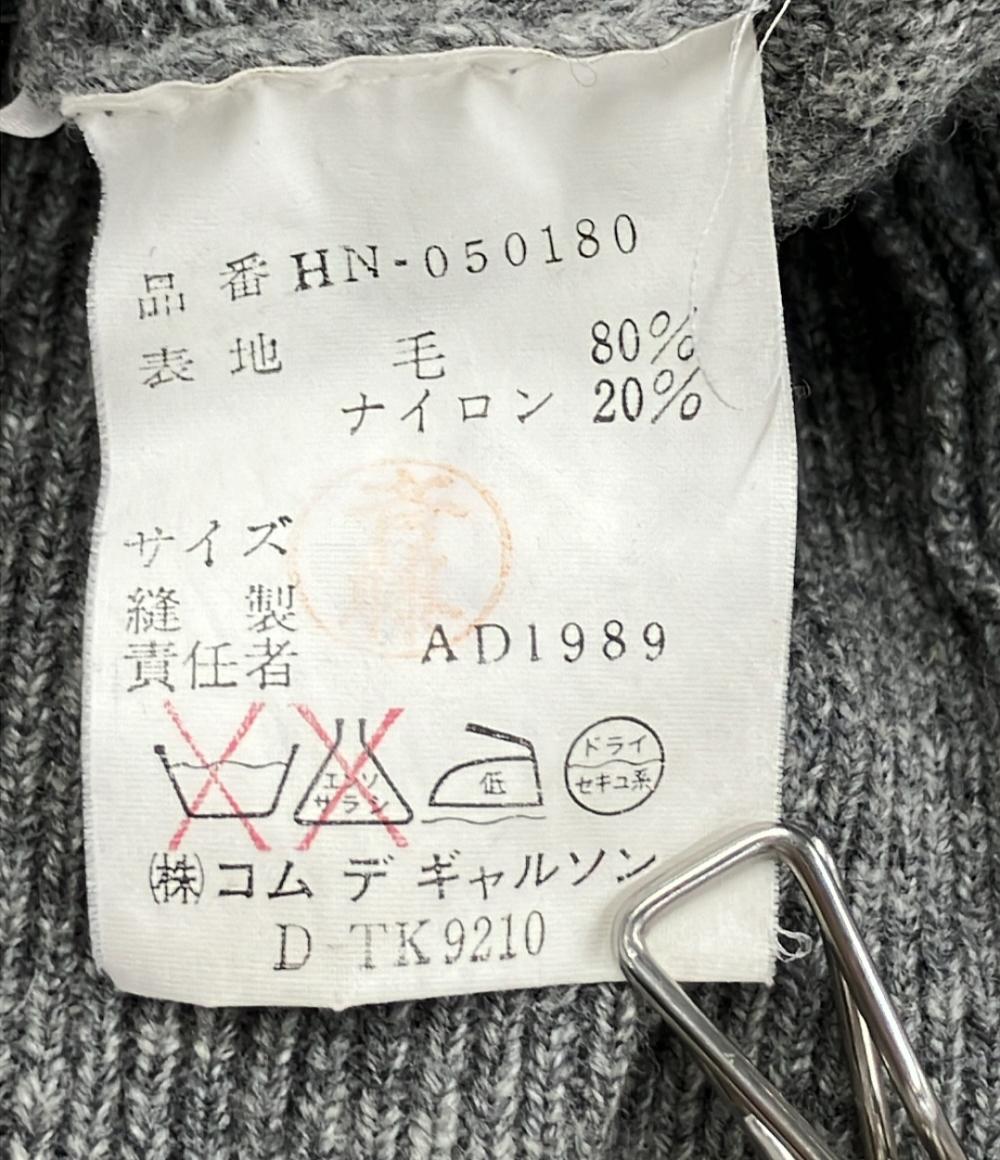 品番 HN-050180
表地 毛 80%
ナイロン 20%
サイズ
縫製
責任者 AD1989
エンソ
サラシ
低
ドライ
セキユ系
㈱コム デ ギャルソン
D-TK9210